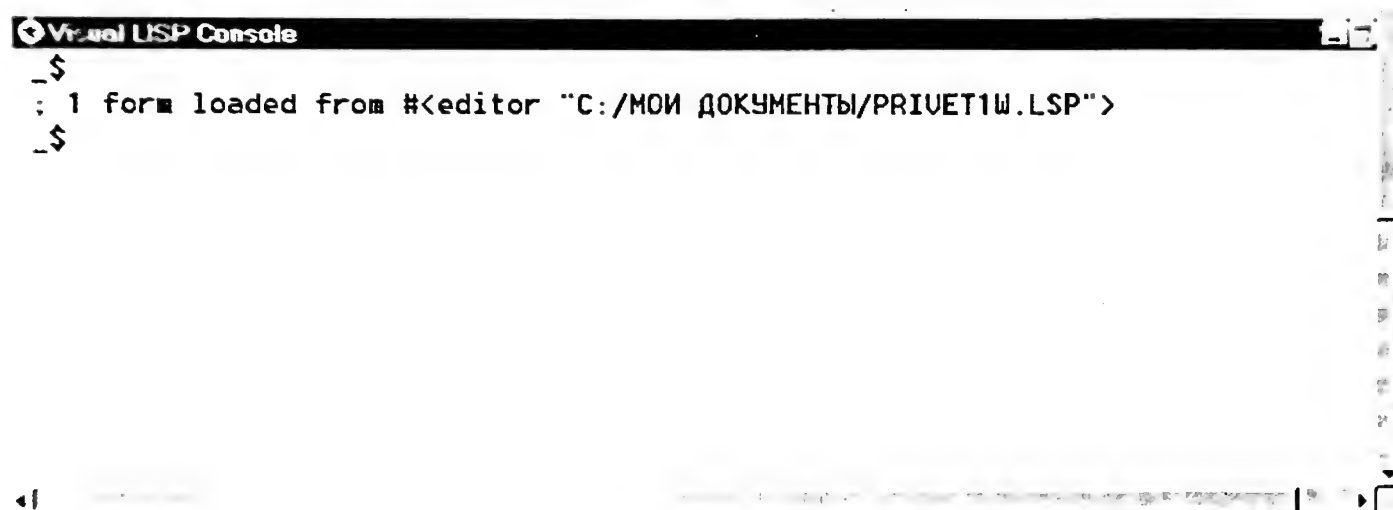 Visual LISP Console
_$
; 1 form loaded from #<editor "C:/МОИ ДОКУМЕНТЫ/PRIVET1W.LSP">
_$